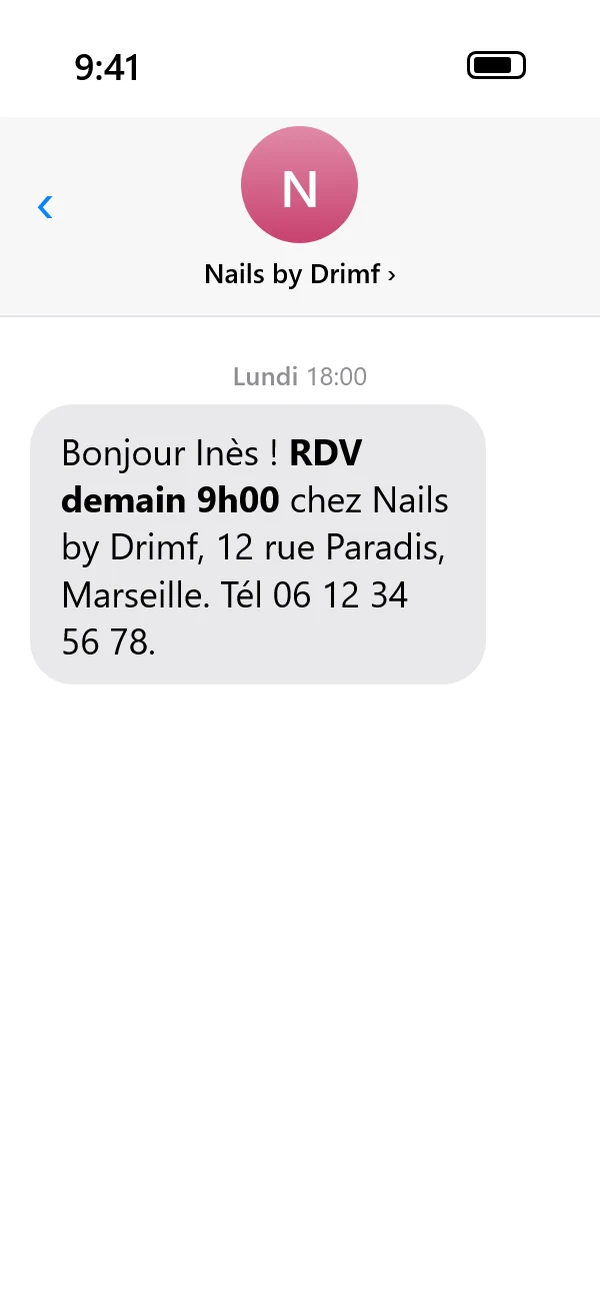 9:41
N
Nails by Drimf ›
Lundi 18:00
Bonjour Inès ! RDV
demain 9h00 chez Nails
by Drimf, 12 rue Paradis,
Marseille. Tél 06 12 34
56 78.